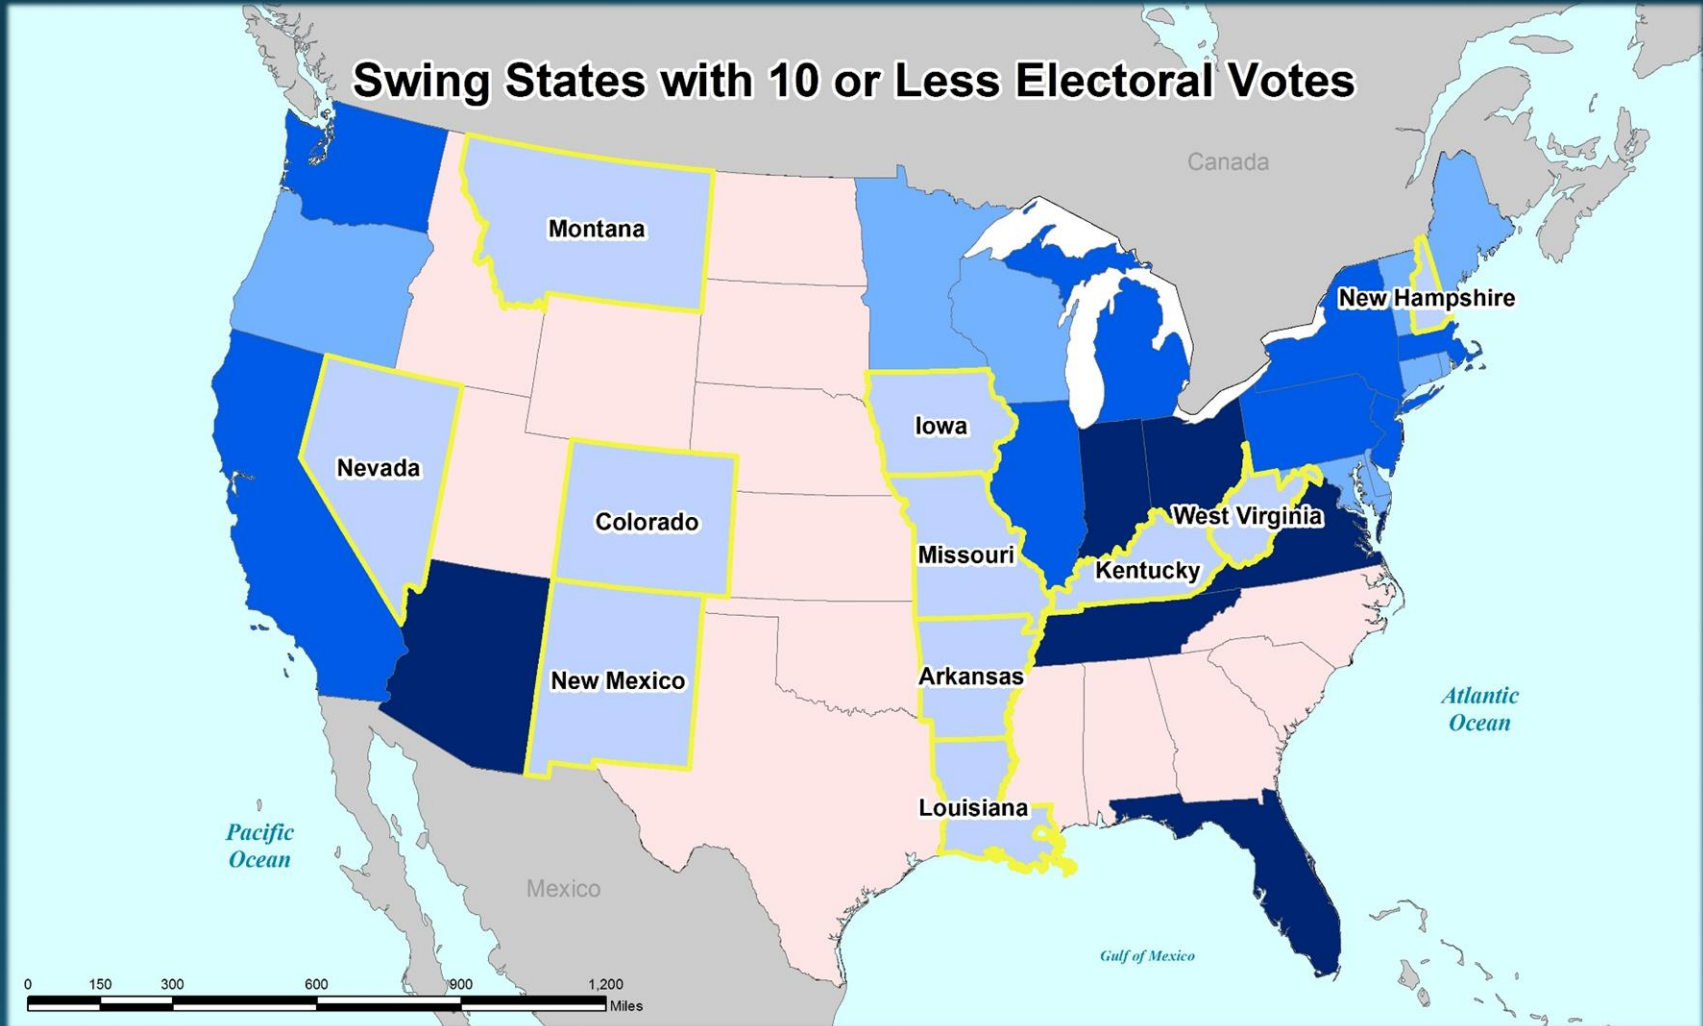 Swing States with 10 or Less Electoral Votes
Canada
Montana
New Hampshire
Iowa
Nevada
Colorado
West Virginia
Missouri
Kentucky
Arkansas
New Mexico
Atlantic
Ocean
Louisiana
Pacific
Ocean
Mexico
Gulf of Mexico
0 150 300 600 900 1,200
Miles